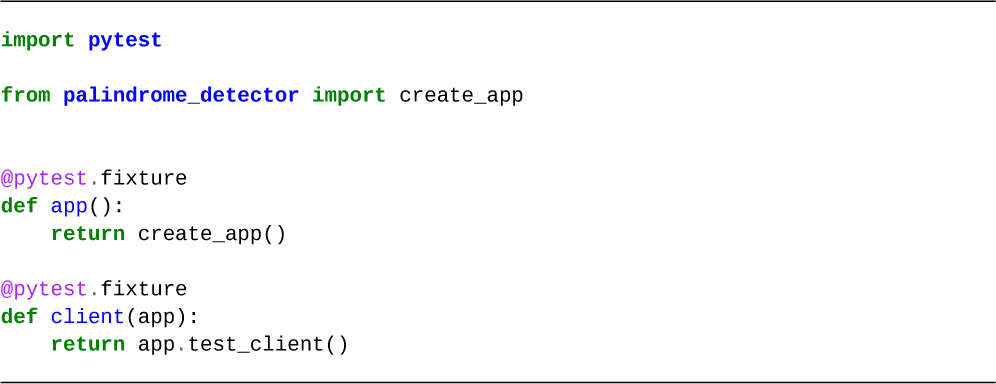 import pytest
from palindrome_detector import create_app
@pytest.fixture
def app():
    return create_app()
@pytest.fixture
def client(app):
    return app.test_client()